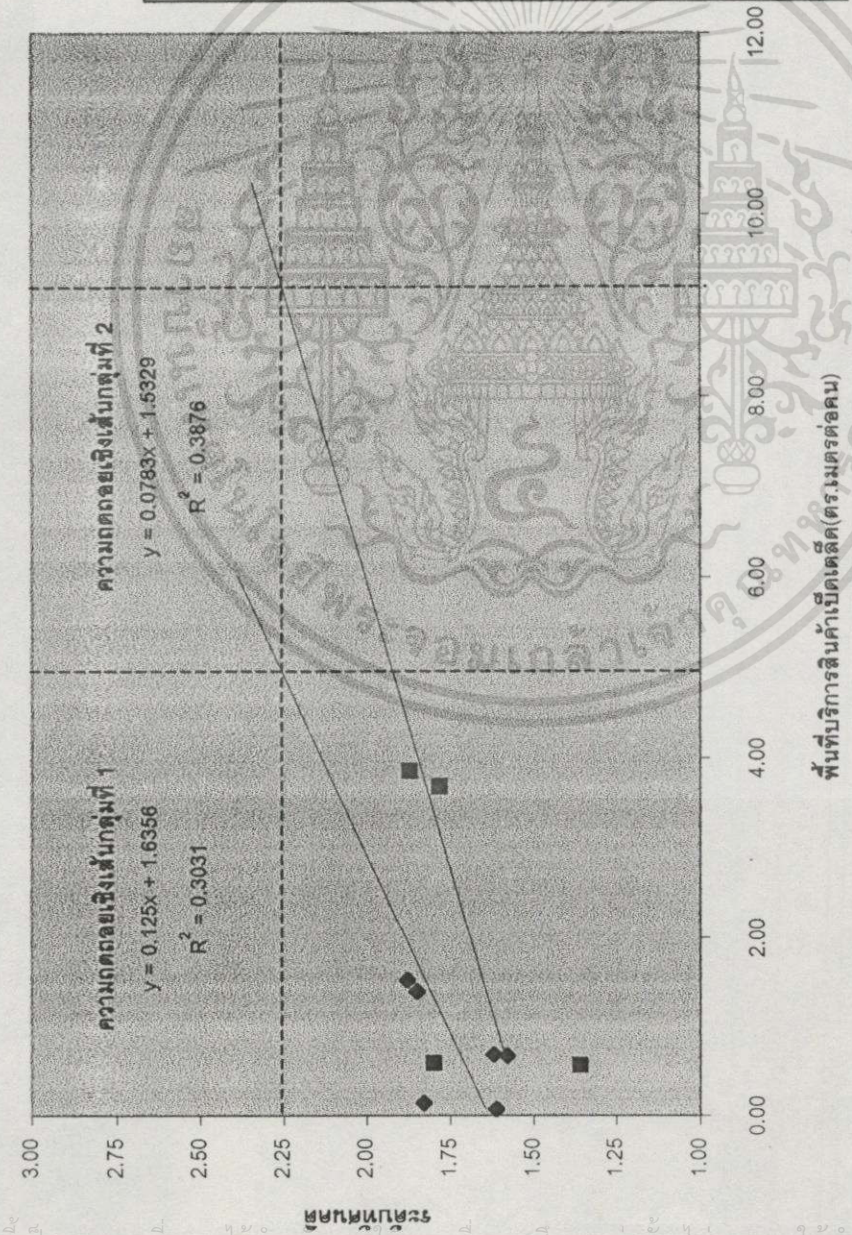 ความถดถอยเชิงเส้นกลุ่มที่ 1
y = 0.125x + 1.6356
R² = 0.3031
ความถดถอยเชิงเส้นกลุ่มที่ 2
y = 0.0783x + 1.5329
R² = 0.3876
3.00
2.75
2.50
2.25
2.00
1.75
1.50
1.25
1.00
ระดับทัศนคติ
0.00
2.00
4.00
6.00
8.00
10.00
12.00
พื้นที่บริการสินค้าเบ็ดเตล็ด(ตร.เมตรต่อคน)